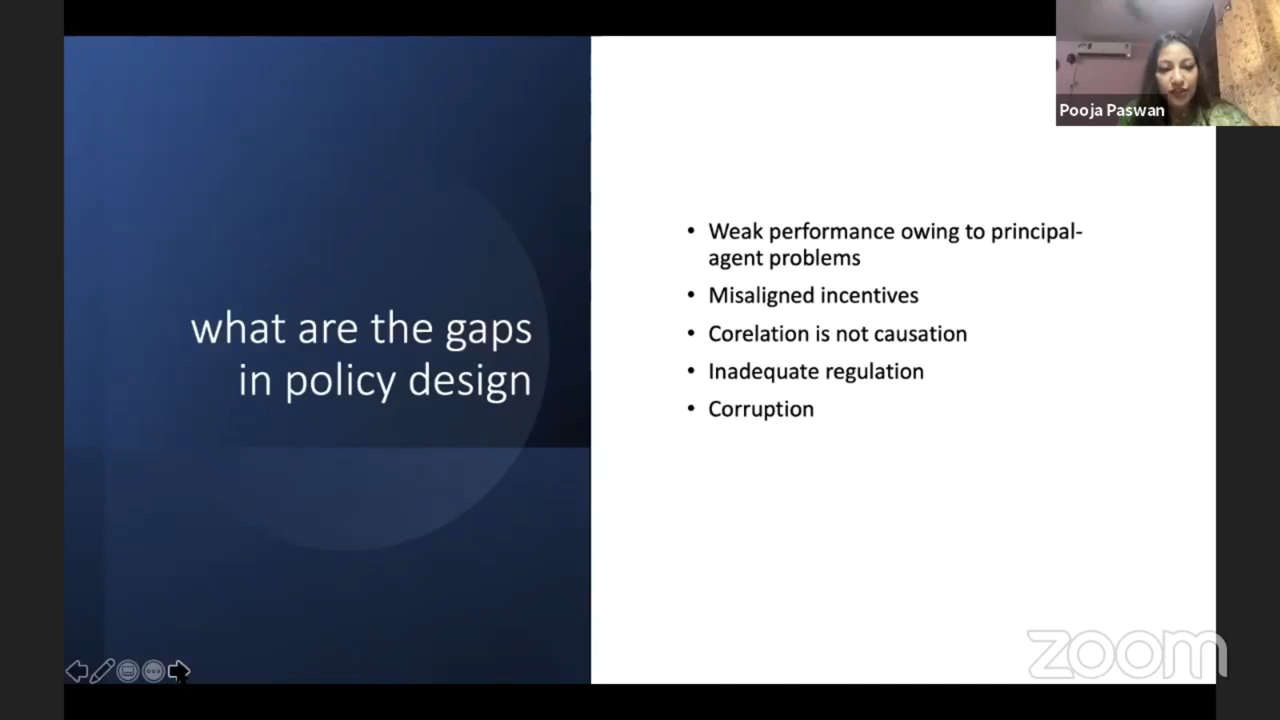 Pooja Paswan
what are the gaps
in policy design
• Weak performance owing to principal-
agent problems
• Misaligned incentives
• Corelation is not causation
• Inadequate regulation
• Corruption
zoom